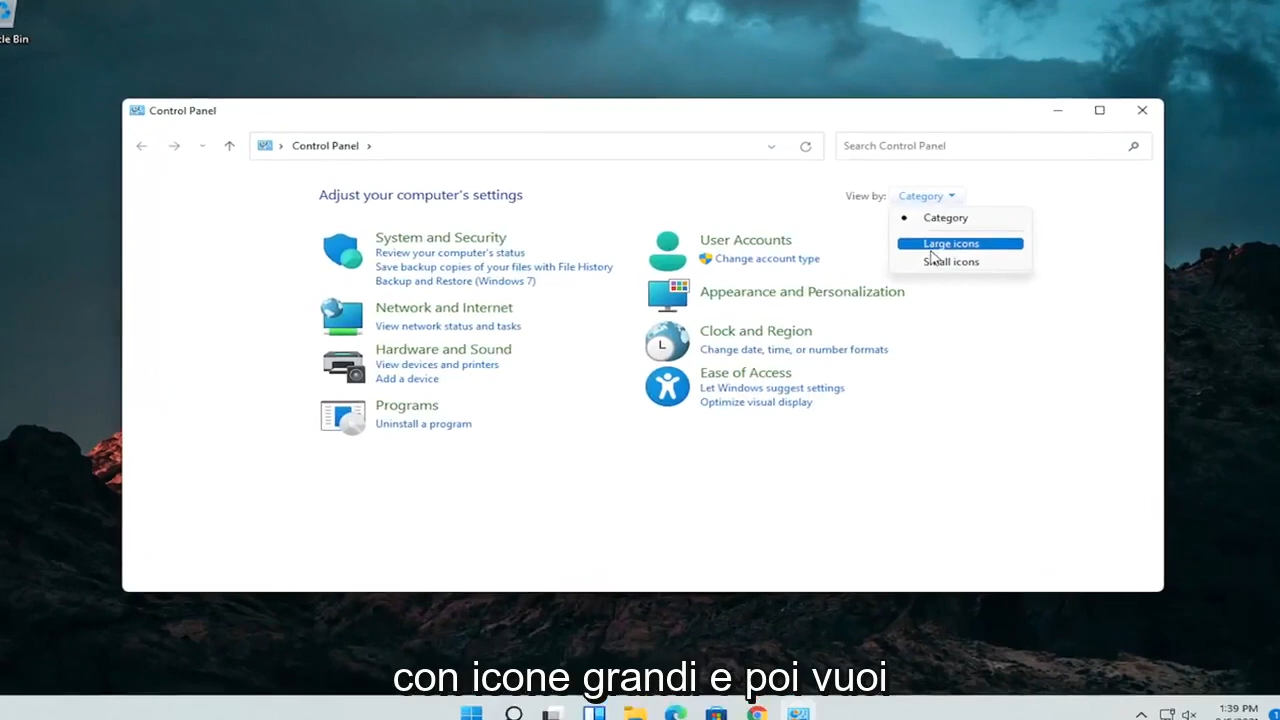 cle Bin
Control Panel
Control Panel
Search Control Panel
Adjust your computer's settings
View by: Category
Category
Large icons
Small icons
System and Security
Review your computer's status
Save backup copies of your files with File History
Backup and Restore (Windows 7)
Network and Internet
View network status and tasks
Hardware and Sound
View devices and printers
Add a device
Programs
Uninstall a program
User Accounts
Change account type
Appearance and Personalization
Clock and Region
Change date, time, or number formats
Ease of Access
Let Windows suggest settings
Optimize visual display
con icone grandi e poi vuoi
1:39 PM